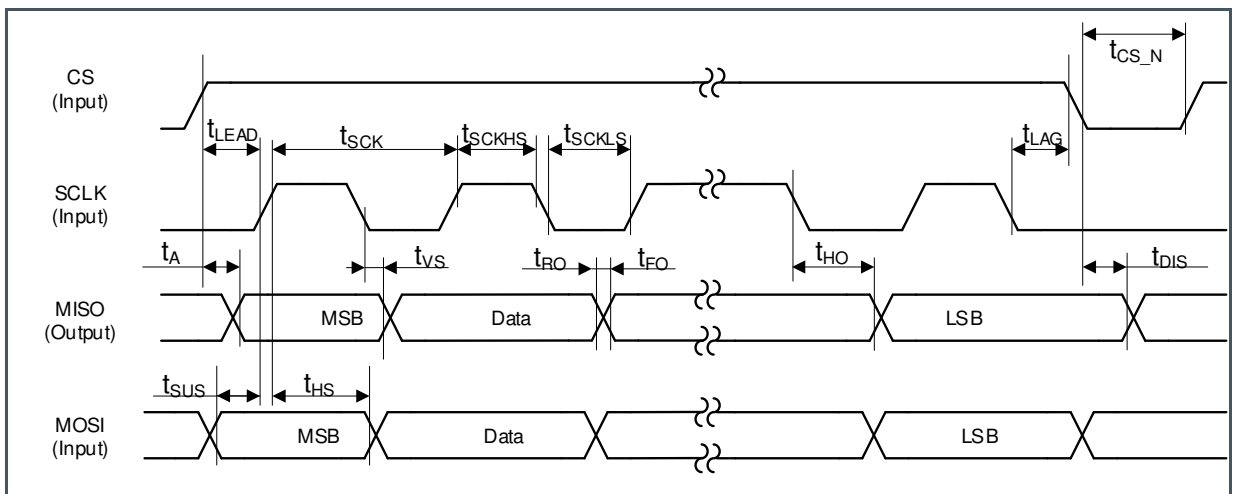 CS
(Input)
tCS_N
tLEAD
tSCK
tSCKHS
tSCKLS
tLAG
SCLK
(Input)
tA
tVS
tRO
tFO
tHO
tDIS
MISO
(Output)
MSB
Data
LSB
tSUS
tHS
MOSI
(Input)
MSB
Data
LSB